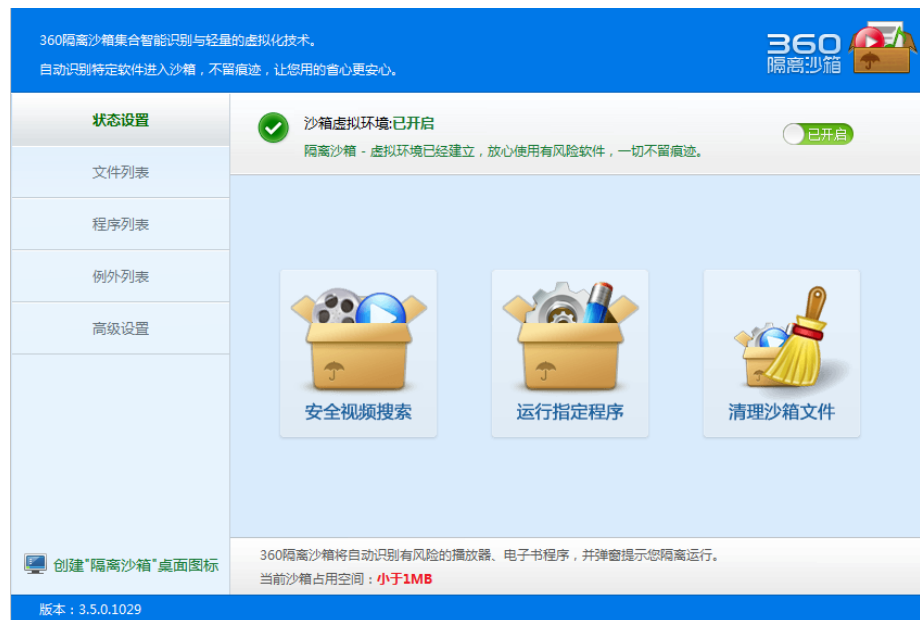 360隔离沙箱集合智能识别与轻量的虚拟化技术。
自动识别特定软件进入沙箱，不留痕迹，让您用的省心更安心。
360
隔离沙箱
状态设置
文件列表
程序列表
例外列表
高级设置
创建"隔离沙箱"桌面图标
沙箱虚拟环境:已开启
隔离沙箱 - 虚拟环境已经建立，放心使用有风险软件，一切不留痕迹。
已开启
安全视频搜索
运行指定程序
清理沙箱文件
360隔离沙箱将自动识别有风险的播放器、电子书程序，并弹窗提示您隔离运行。
当前沙箱占用空间：小于1MB
版本：3.5.0.1029